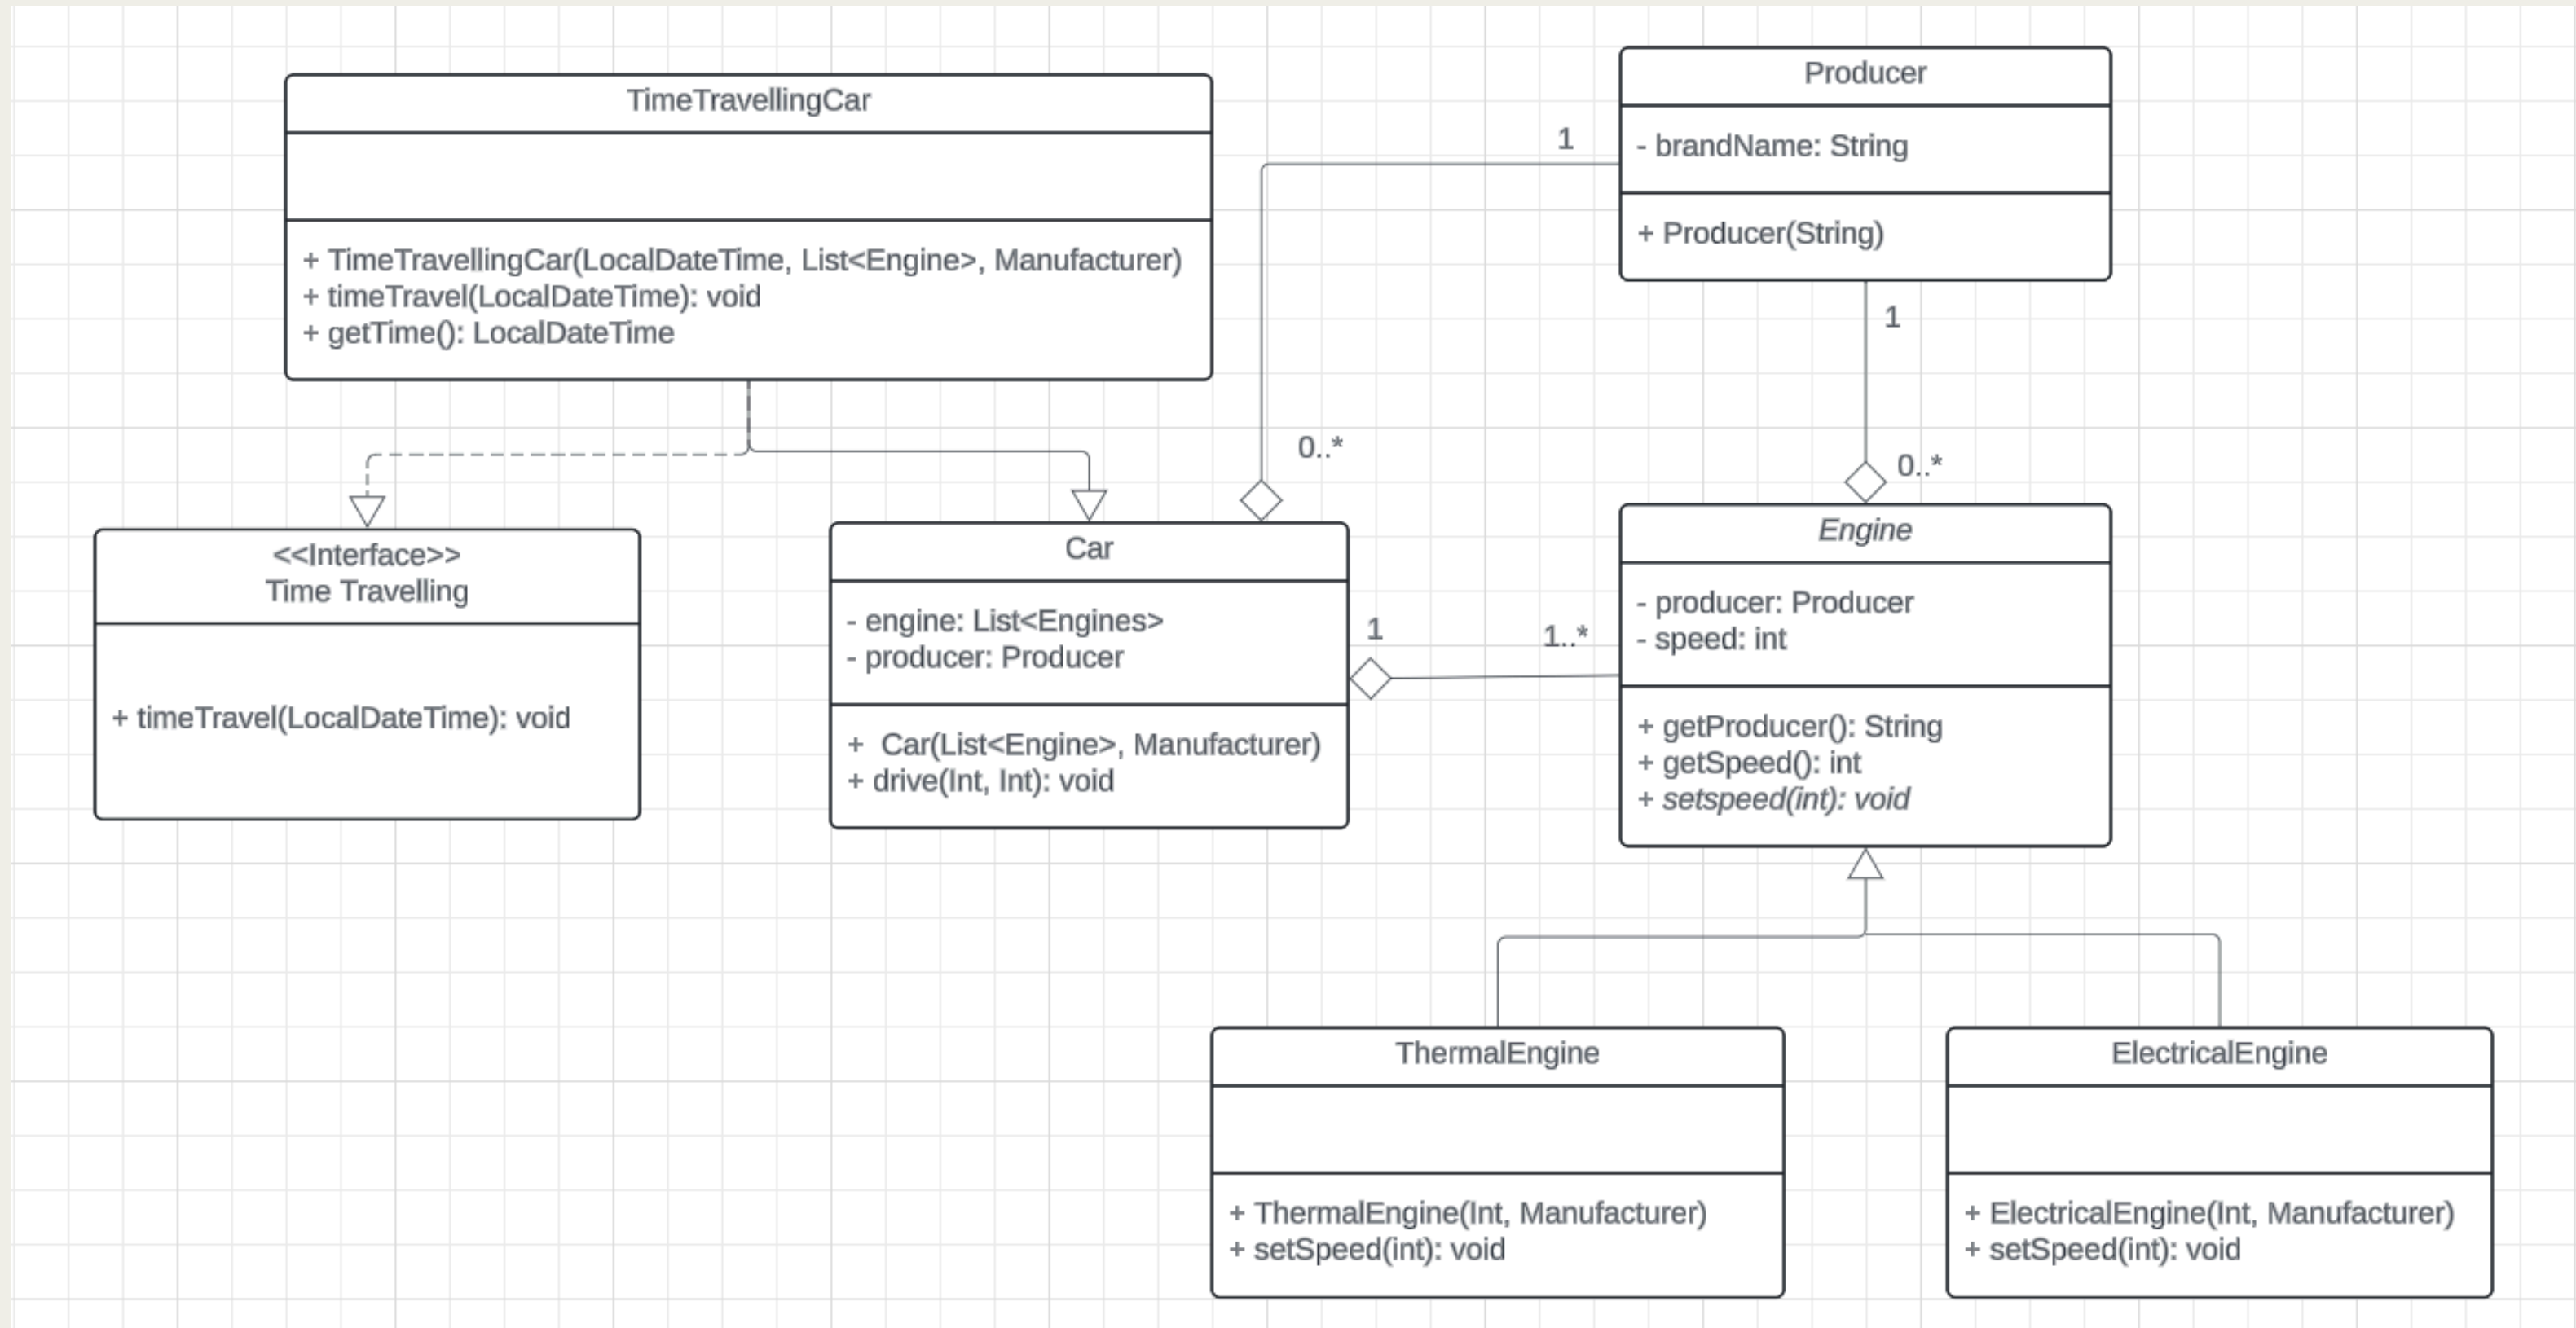 TimeTravellingCar
+ TimeTravellingCar(LocalDateTime, List<Engine>, Manufacturer)
+ timeTravel(LocalDateTime): void
+ getTime(): LocalDateTime
Producer
- brandName: String
+ Producer(String)
1
0..*
1
0..*
<<Interface>>
Time Travelling
+ timeTravel(LocalDateTime): void
Car
- engine: List<Engines>
- producer: Producer
+  Car(List<Engine>, Manufacturer)
+ drive(Int, Int): void
1
1..*
Engine
- producer: Producer
- speed: int
+ getProducer(): String
+ getSpeed(): int
+ setspeed(int): void
ThermalEngine
+ ThermalEngine(Int, Manufacturer)
+ setSpeed(int): void
ElectricalEngine
+ ElectricalEngine(Int, Manufacturer)
+ setSpeed(int): void